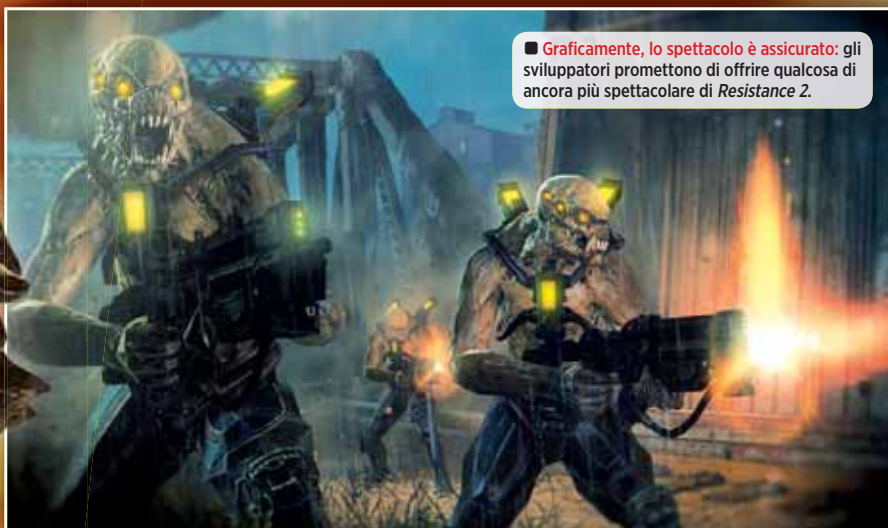 ■ Graficamente, lo spettacolo è assicurato: gli
sviluppatori promettono di offrire qualcosa di
ancora più spettacolare di Resistance 2.